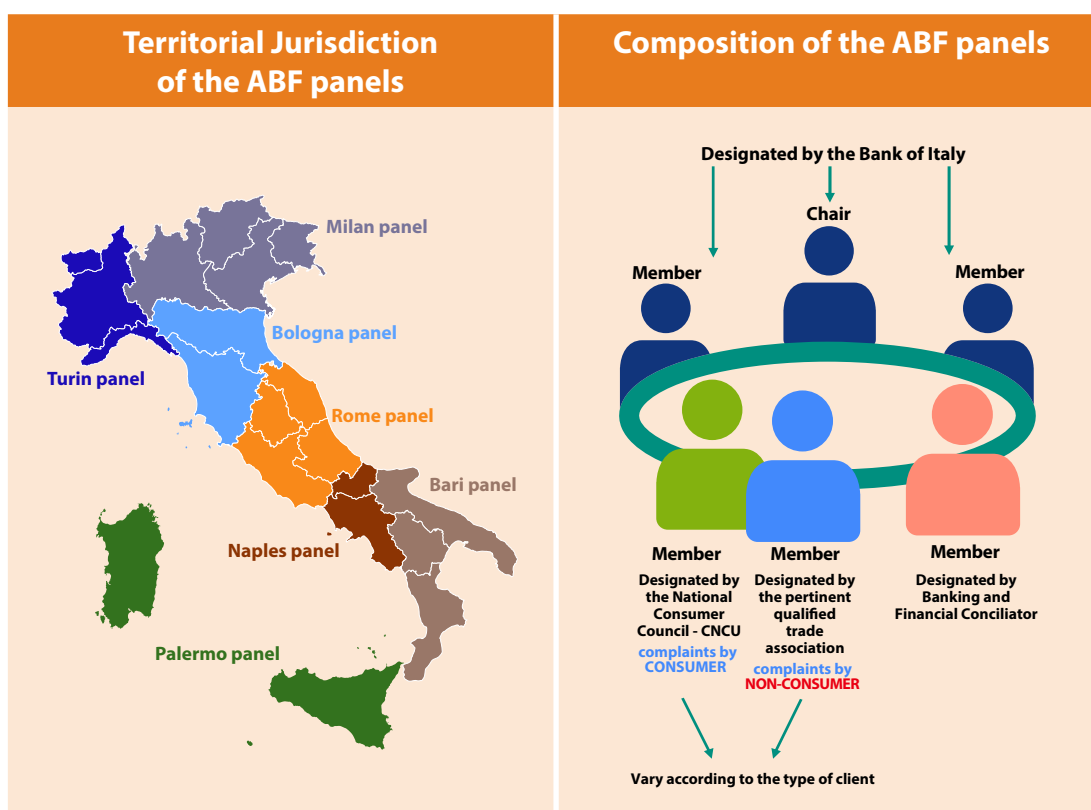 Territorial Jurisdiction
of the ABF panels
Milan panel
Bologna panel
Turin panel
Rome panel
Bari panel
Naples panel
Palermo panel
Composition of the ABF panels
Designated by the Bank of Italy
Chair
Member
Member
Member
Designated by
the National
Consumer
Council - CNCU
complaints by
CONSUMER
Member
Designated by
the pertinent
qualified
trade
association
complaints by
NON-CONSUMER
Member
Designated by
Banking and
Financial Conciliator
Vary according to the type of client